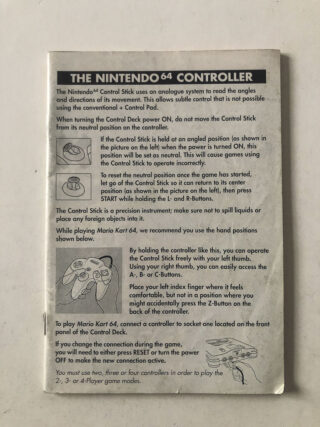 THE NINTENDO64 CONTROLLER
The Nintendo64 Control Stick uses an analogue system to read the angles
and directions of its movement. This allows subtle control that is not possible
using the conventional + Control Pad.
When turning the Control Deck power ON, do not move the Control Stick
from its neutral position on the controller.
If the Control Stick is held at an angled position (as shown in
the picture on the left) when the power is turned ON, this
position will be set as neutral. This will cause games using
the Control Stick to operate incorrectly.
To reset the neutral position once the game has started,
let go of the Control Stick so it can return to its center
position (as shown in the picture on the left), then press
START while holding the L- and R-Buttons.
The Control Stick is a precision instrument; make sure not to spill liquids or
place any foreign objects into it.
While playing Mario Kart 64, we recommend you use the hand positions
shown below.
By holding the controller like this, you can operate
the Control Stick freely with your left thumb.
Using your right thumb, you can easily access the
A-, B- or C-Buttons.
Place your left index finger where it feels
comfortable, but not in a position where you
might accidentally press the Z-Button on the
back of the controller.
To play Mario Kart 64, connect a controller to socket one located on the front
panel of the Control Deck.
If you change the connection during the game,
you will need to either press RESET or turn the power
OFF to make the new connection active.
You must use two, three or four controllers in order to play the
2-, 3- or 4-Player game modes.